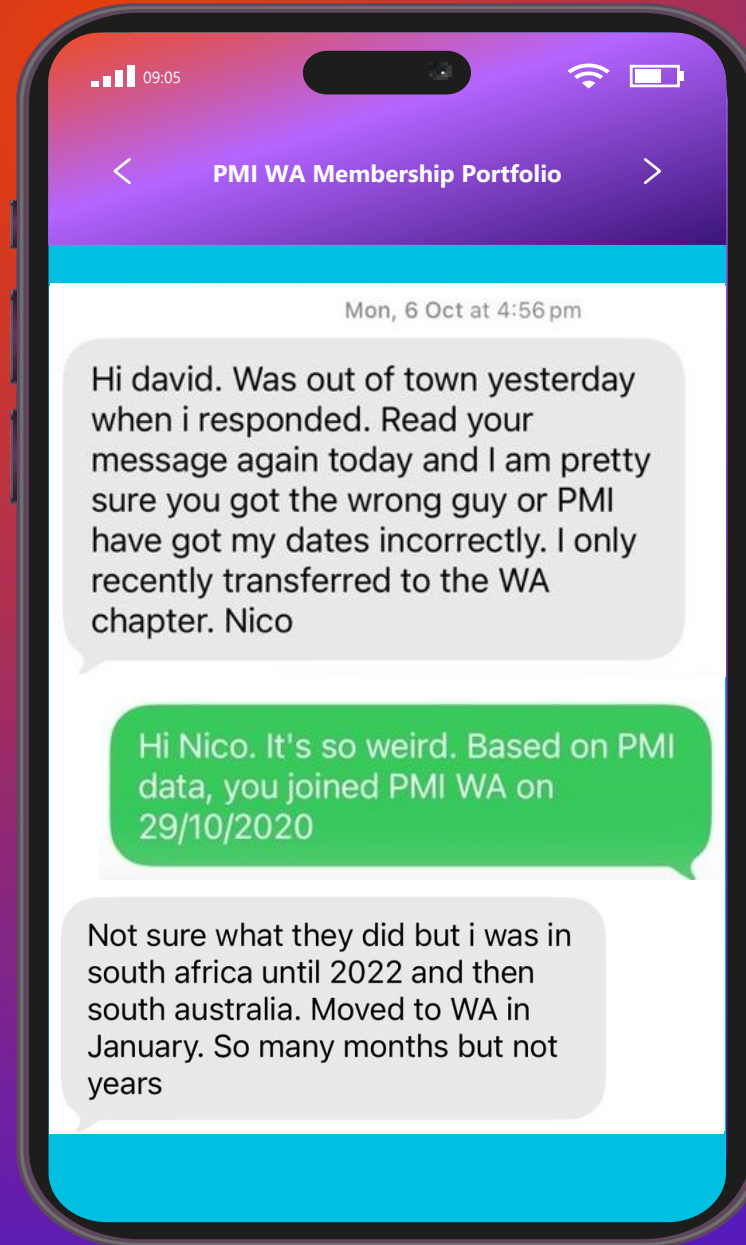 09:05
PMI WA Membership Portfolio
Mon, 6 Oct at 4:56 pm
Hi david. Was out of town yesterday
when i responded. Read your
message again today and I am pretty
sure you got the wrong guy or PMI
have got my dates incorrectly. I only
recently transferred to the WA
chapter. Nico
Hi Nico. It's so weird. Based on PMI
data, you joined PMI WA on
29/10/2020
Not sure what they did but i was in
south africa until 2022 and then
south australia. Moved to WA in
January. So many months but not
years